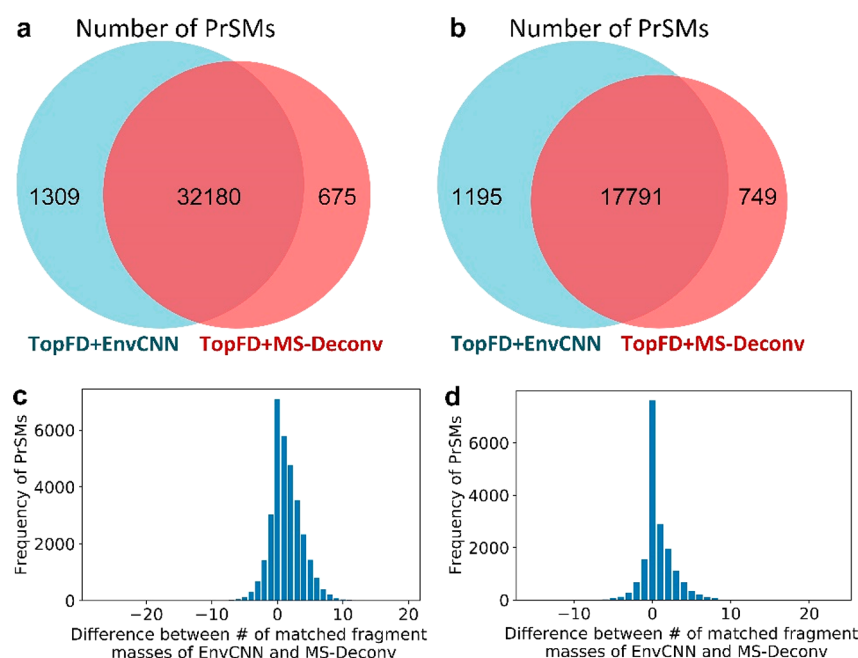 a Number of PrSMs
1309 32180 675
TopFD+EnvCNN TopFD+MS-Deconv
b Number of PrSMs
1195 17791 749
TopFD+EnvCNN TopFD+MS-Deconv
c
Frequency of PrSMs
6000
4000
2000
0
−20 −10 0 10 20
Difference between # of matched fragment
masses of EnvCNN and MS-Deconv
d
Frequency of PrSMs
6000
4000
2000
0
−10 0 10 20
Difference between # of matched fragment
masses of EnvCNN and MS-Deconv